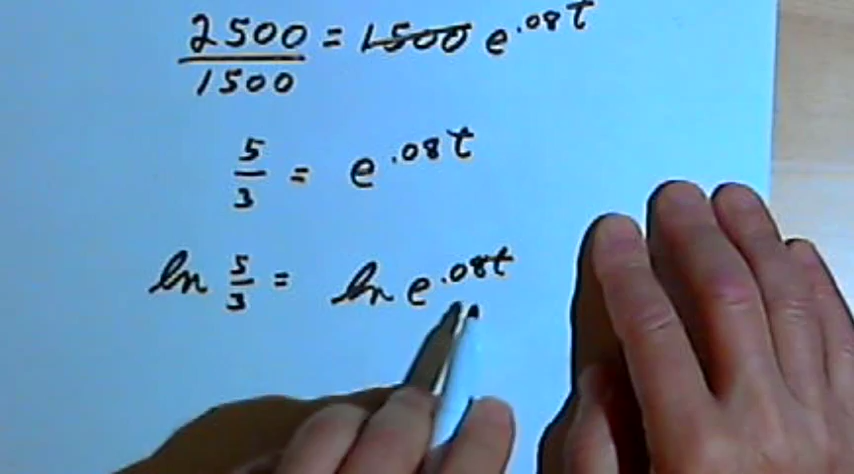 2500/1500 = 1500 e^.08t
5/3 = e^.08t
ln 5/3 = ln e^.08t